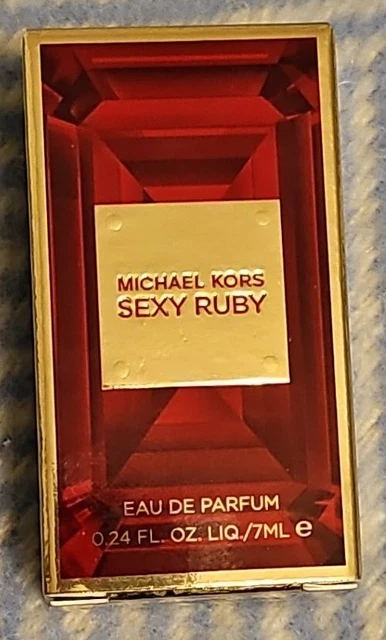 MICHAEL KORS
SEXY RUBY
EAU DE PARFUM
0.24 FL. OZ. LIQ./7ML ℮